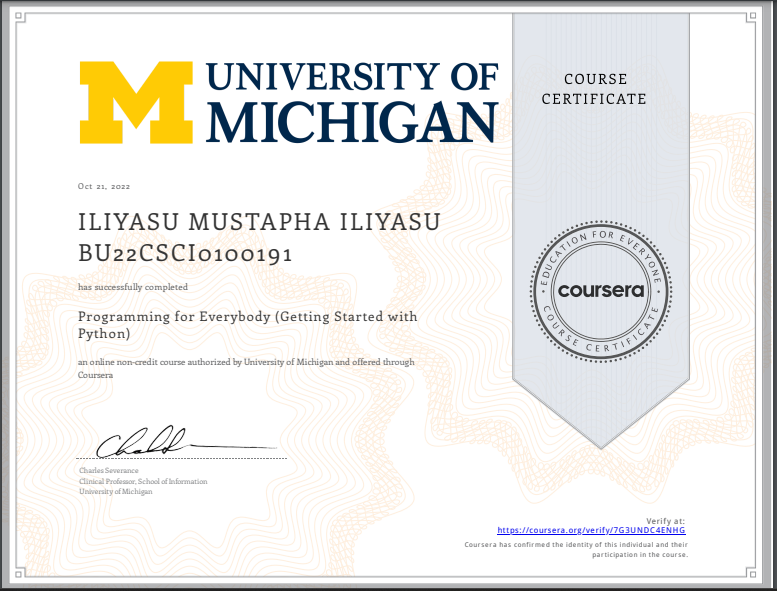 M UNIVERSITY OF
MICHIGAN
COURSE
CERTIFICATE
Oct 21, 2022
ILIYASU MUSTAPHA ILIYASU
BU22CSCI0100191
has successfully completed
Programming for Everybody (Getting Started with
Python)
an online non-credit course authorized by University of Michigan and offered through
Coursera
EDUCATION FOR EVERYONE
coursera
COURSE CERTIFICATE
Charles Severance
Clinical Professor, School of Information
University of Michigan
Verify at:
https://coursera.org/verify/7G3UNDC4ENHG
Coursera has confirmed the identity of this individual and their
participation in the course.